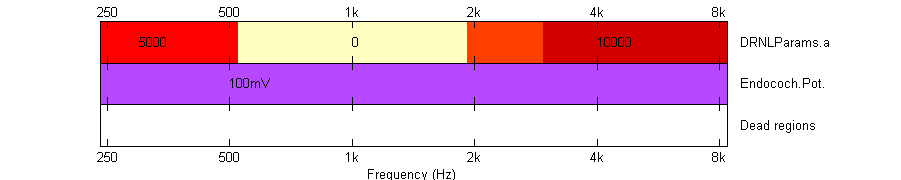 250 500 1k 2k 4k 8k
5000 0 10000 DRNLParams.a
100mV Endococh.Pot.
Dead regions
250 500 1k 2k 4k 8k
Frequency (Hz)